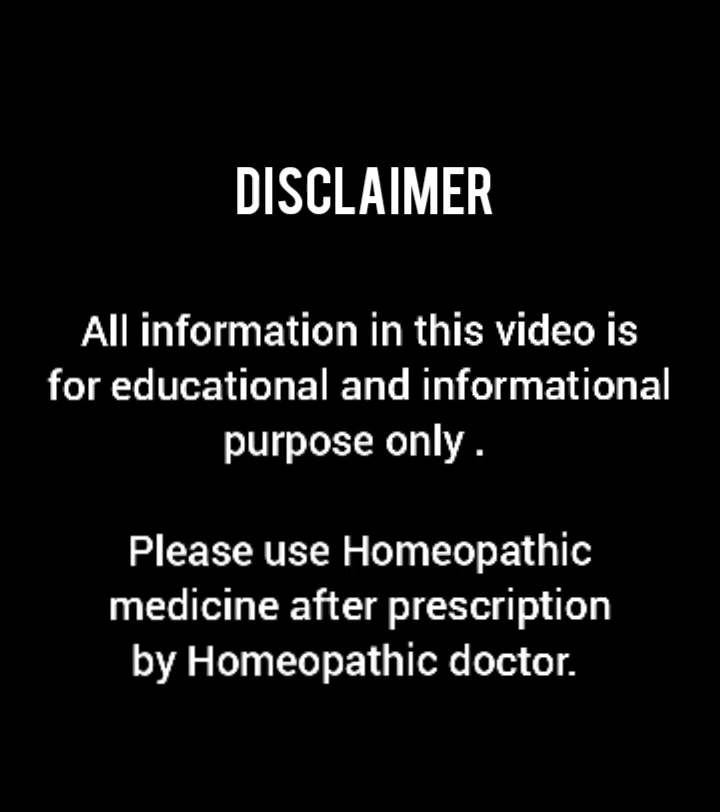 DISCLAIMER
All information in this video is
for educational and informational
purpose only .
Please use Homeopathic
medicine after prescription
by Homeopathic doctor.